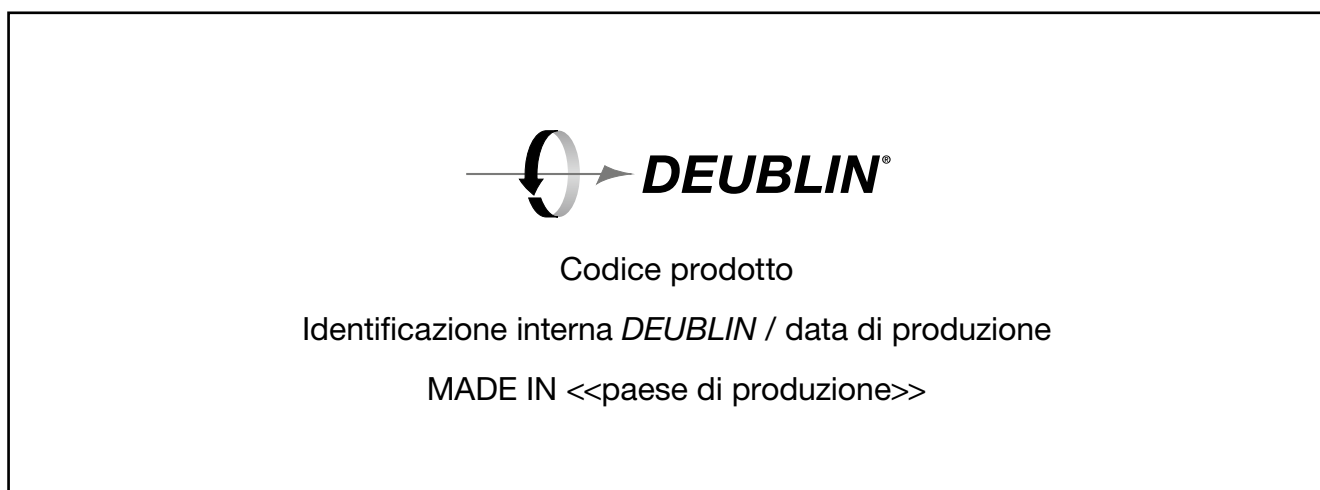 DEUBLIN®
Codice prodotto
Identificazione interna DEUBLIN / data di produzione
MADE IN <<paese di produzione>>